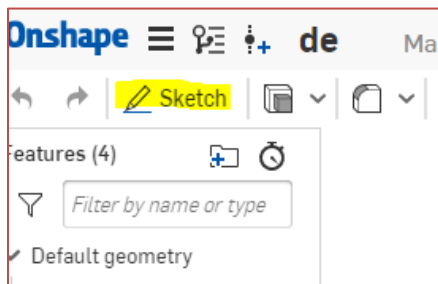 Onshape de Ma
Sketch
Features (4)
Filter by name or type
Default geometry